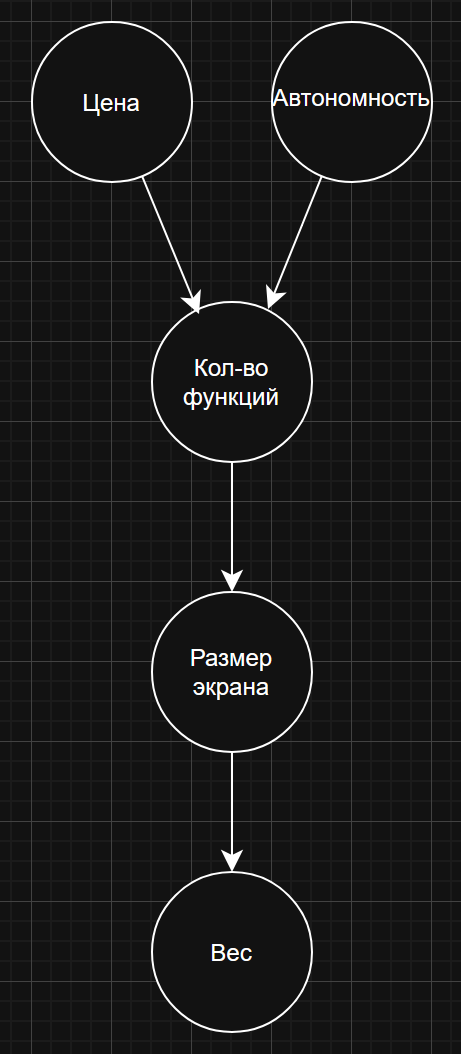 Цена
Автономность
Кол-во
функций
Размер
экрана
Вес